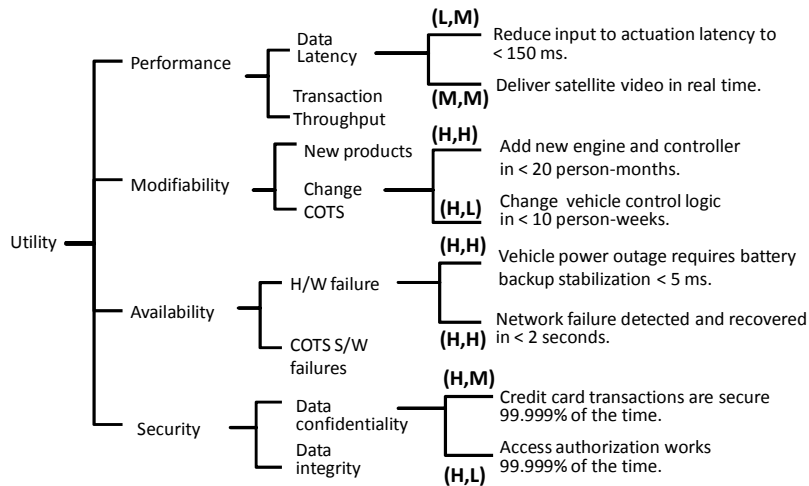 Utility
Performance
Data
Latency
(L,M)
Reduce input to actuation latency to
< 150 ms.
(M,M)
Deliver satellite video in real time.
Transaction
Throughput
Modifiability
New products
Change
COTS
(H,H)
Add new engine and controller
in < 20 person-months.
(H,L)
Change vehicle control logic
in < 10 person-weeks.
Availability
H/W failure
(H,H)
Vehicle power outage requires battery
backup stabilization < 5 ms.
(H,H)
Network failure detected and recovered
in < 2 seconds.
COTS S/W
failures
Security
Data
confidentiality
(H,M)
Credit card transactions are secure
99.999% of the time.
(H,L)
Access authorization works
99.999% of the time.
Data
integrity